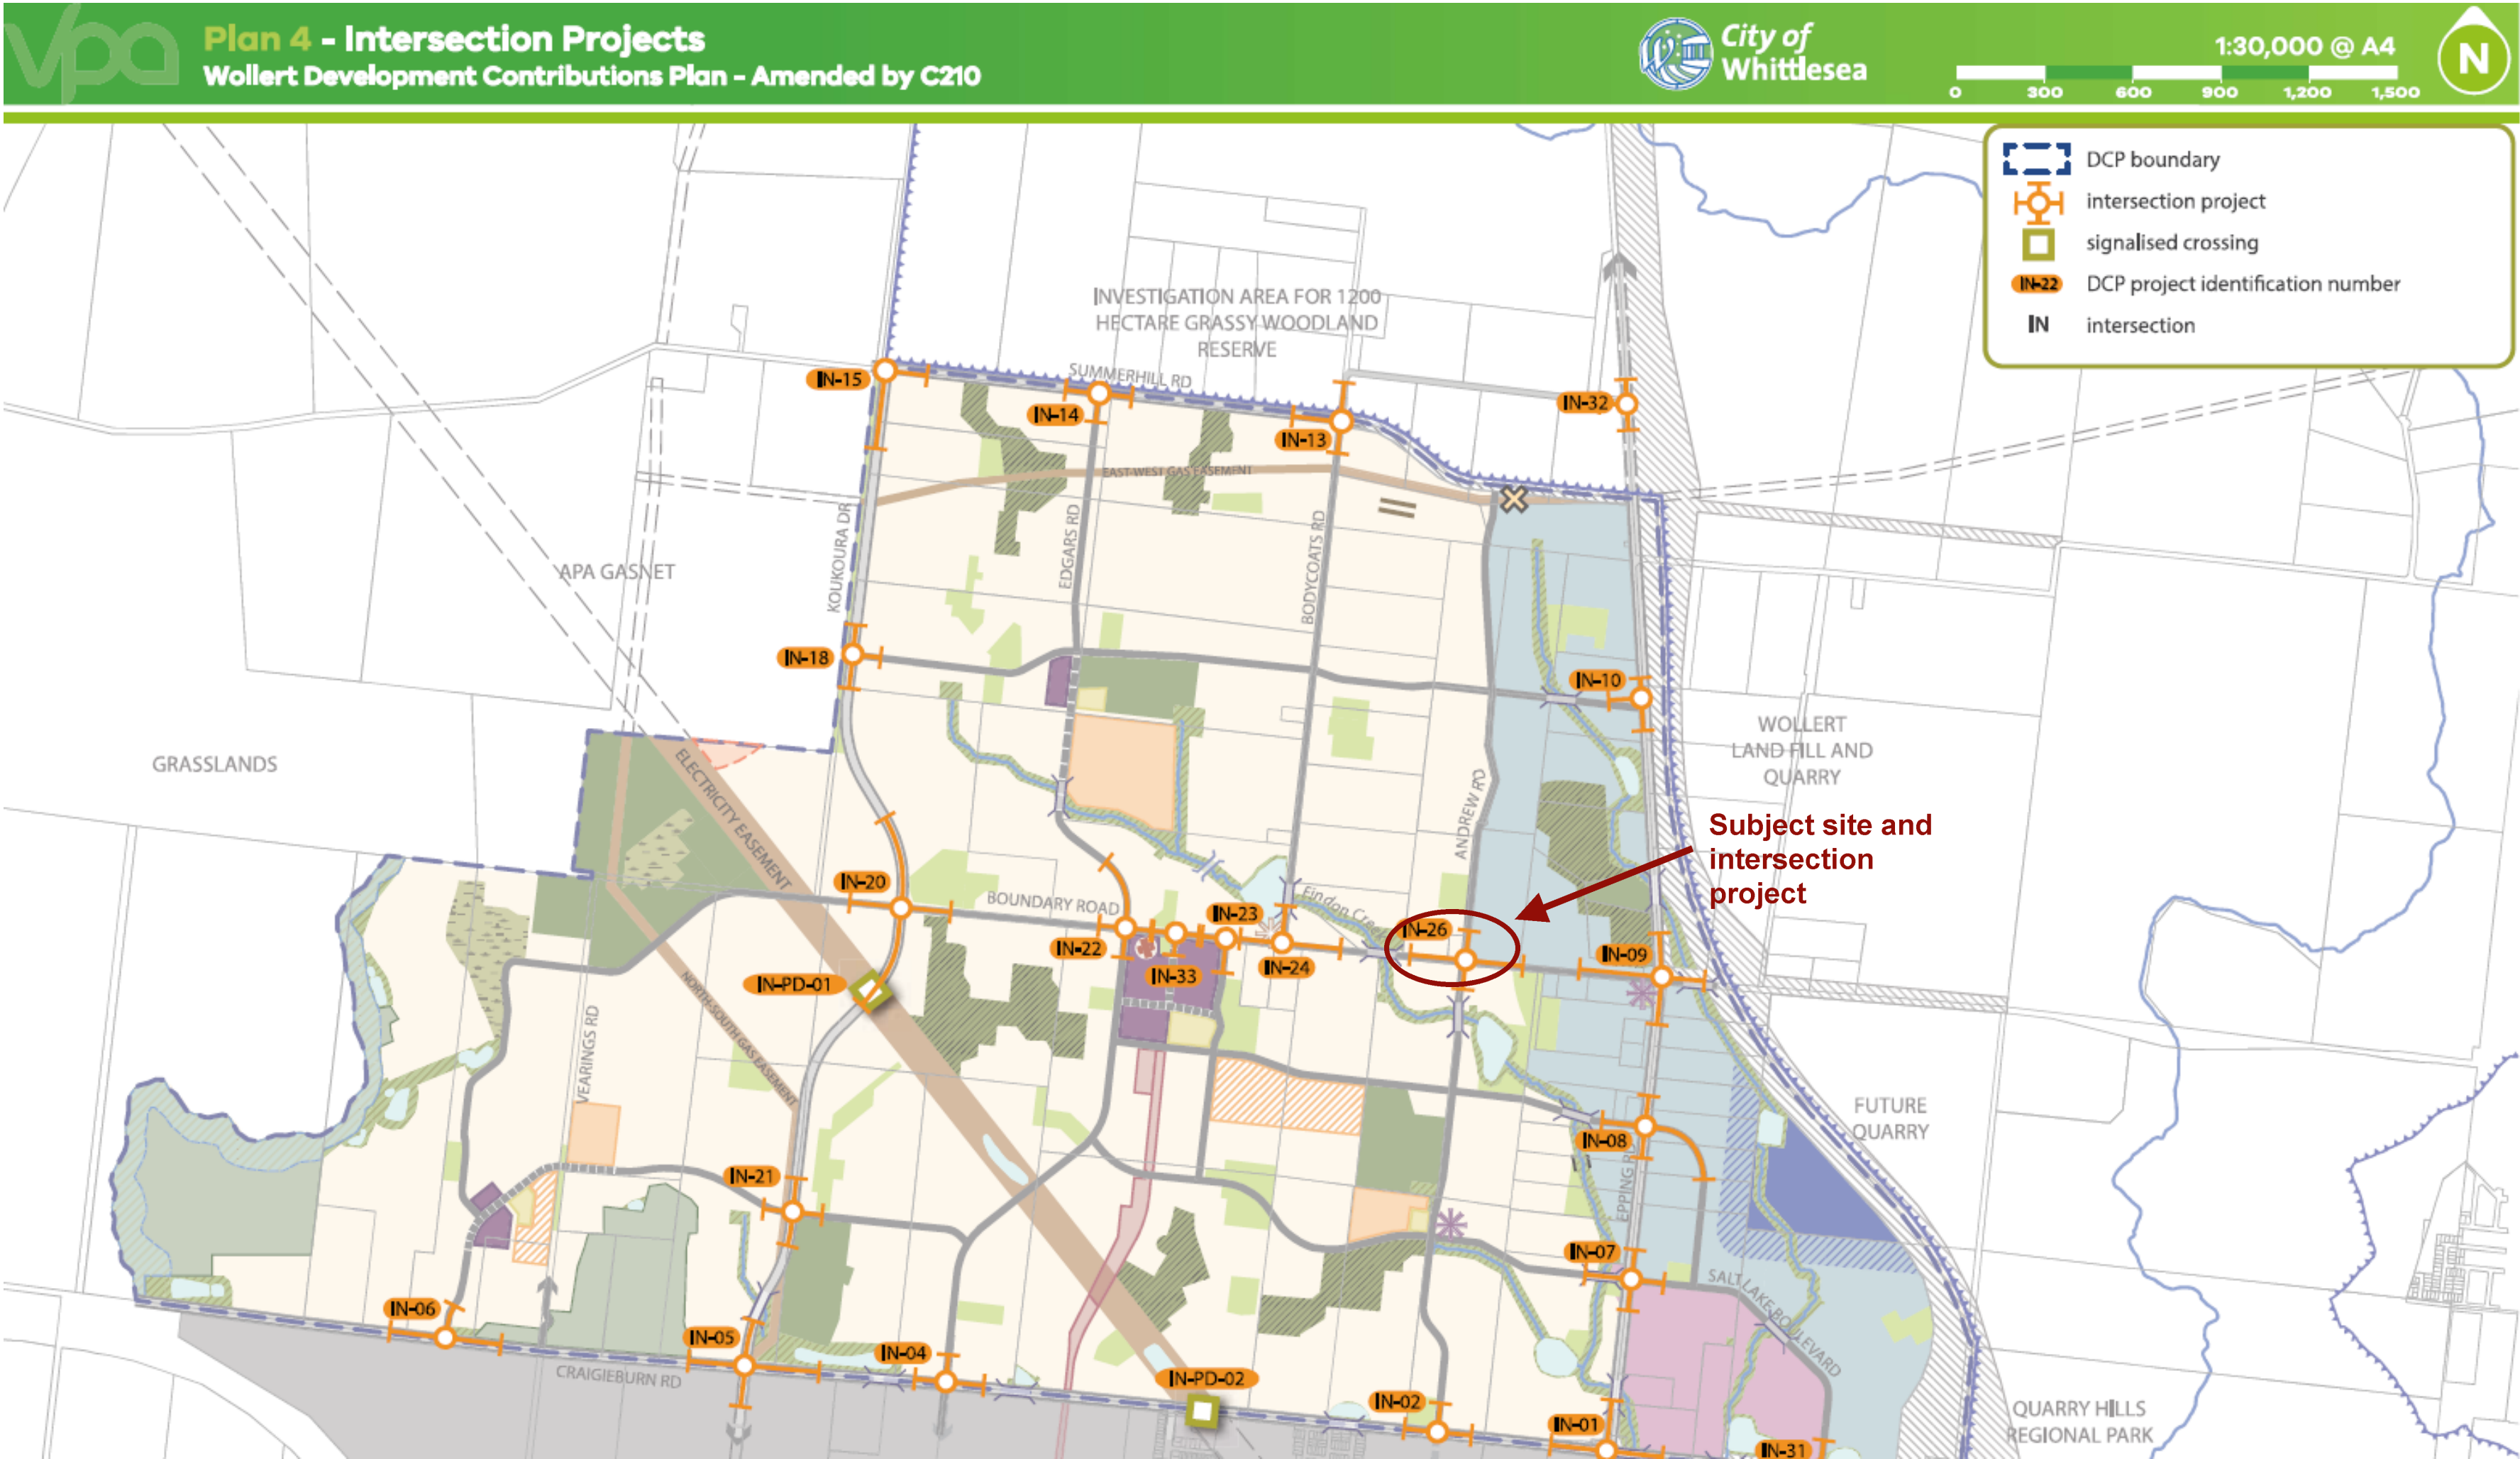 vpa
Plan 4 - Intersection Projects
Wollert Development Contributions Plan - Amended by C210
City of
Whittlesea
1:30,000 @ A4
0 300 600 900 1,200 1,500
N
DCP boundary
intersection project
signalised crossing
IN-22 DCP project identification number
IN intersection
INVESTIGATION AREA FOR 1200
HECTARE GRASSY WOODLAND
RESERVE
SUMMERHILL RD
IN-15
IN-14
IN-13
IN-32
EAST-WEST GAS EASEMENT
KOUKOURA DR
EDGARS RD
BODYCOATS RD
APA GASNET
IN-18
IN-10
GRASSLANDS
ELECTRICITY EASEMENT
WOLLERT
LAND FILL AND
QUARRY
ANDREW RD
Subject site and
intersection
project
IN-20
BOUNDARY ROAD
Findon Creek
IN-23
IN-26
IN-22
IN-33
IN-24
IN-09
IN-PD-01
NORTH-SOUTH GAS EASEMENT
VEARINGS RD
FUTURE
QUARRY
IN-08
EPPING RD
IN-21
IN-07
SALT LAKE BOULEVARD
IN-06
IN-05
IN-04
CRAIGIEBURN RD
IN-PD-02
IN-02
IN-01
IN-31
QUARRY HILLS
REGIONAL PARK